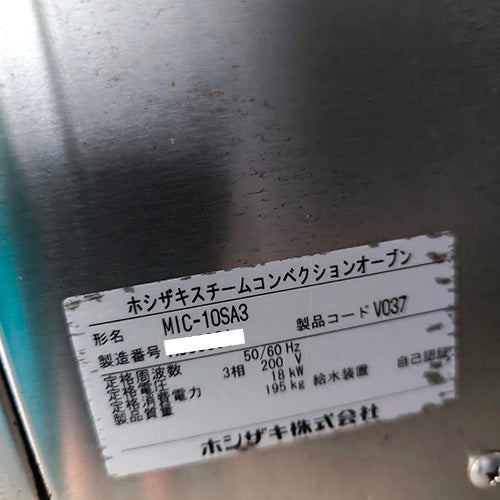 ホシザキスチームコンベクションオーブン
形名 MIC-10SA3
製造番号 製品コード V037
定格周波数 50/60 Hz
定格電圧 3相 200 V
定格消費電力 18 kW 給水装置 自己認証
製品質量 195 kg
ホシザキ株式会社